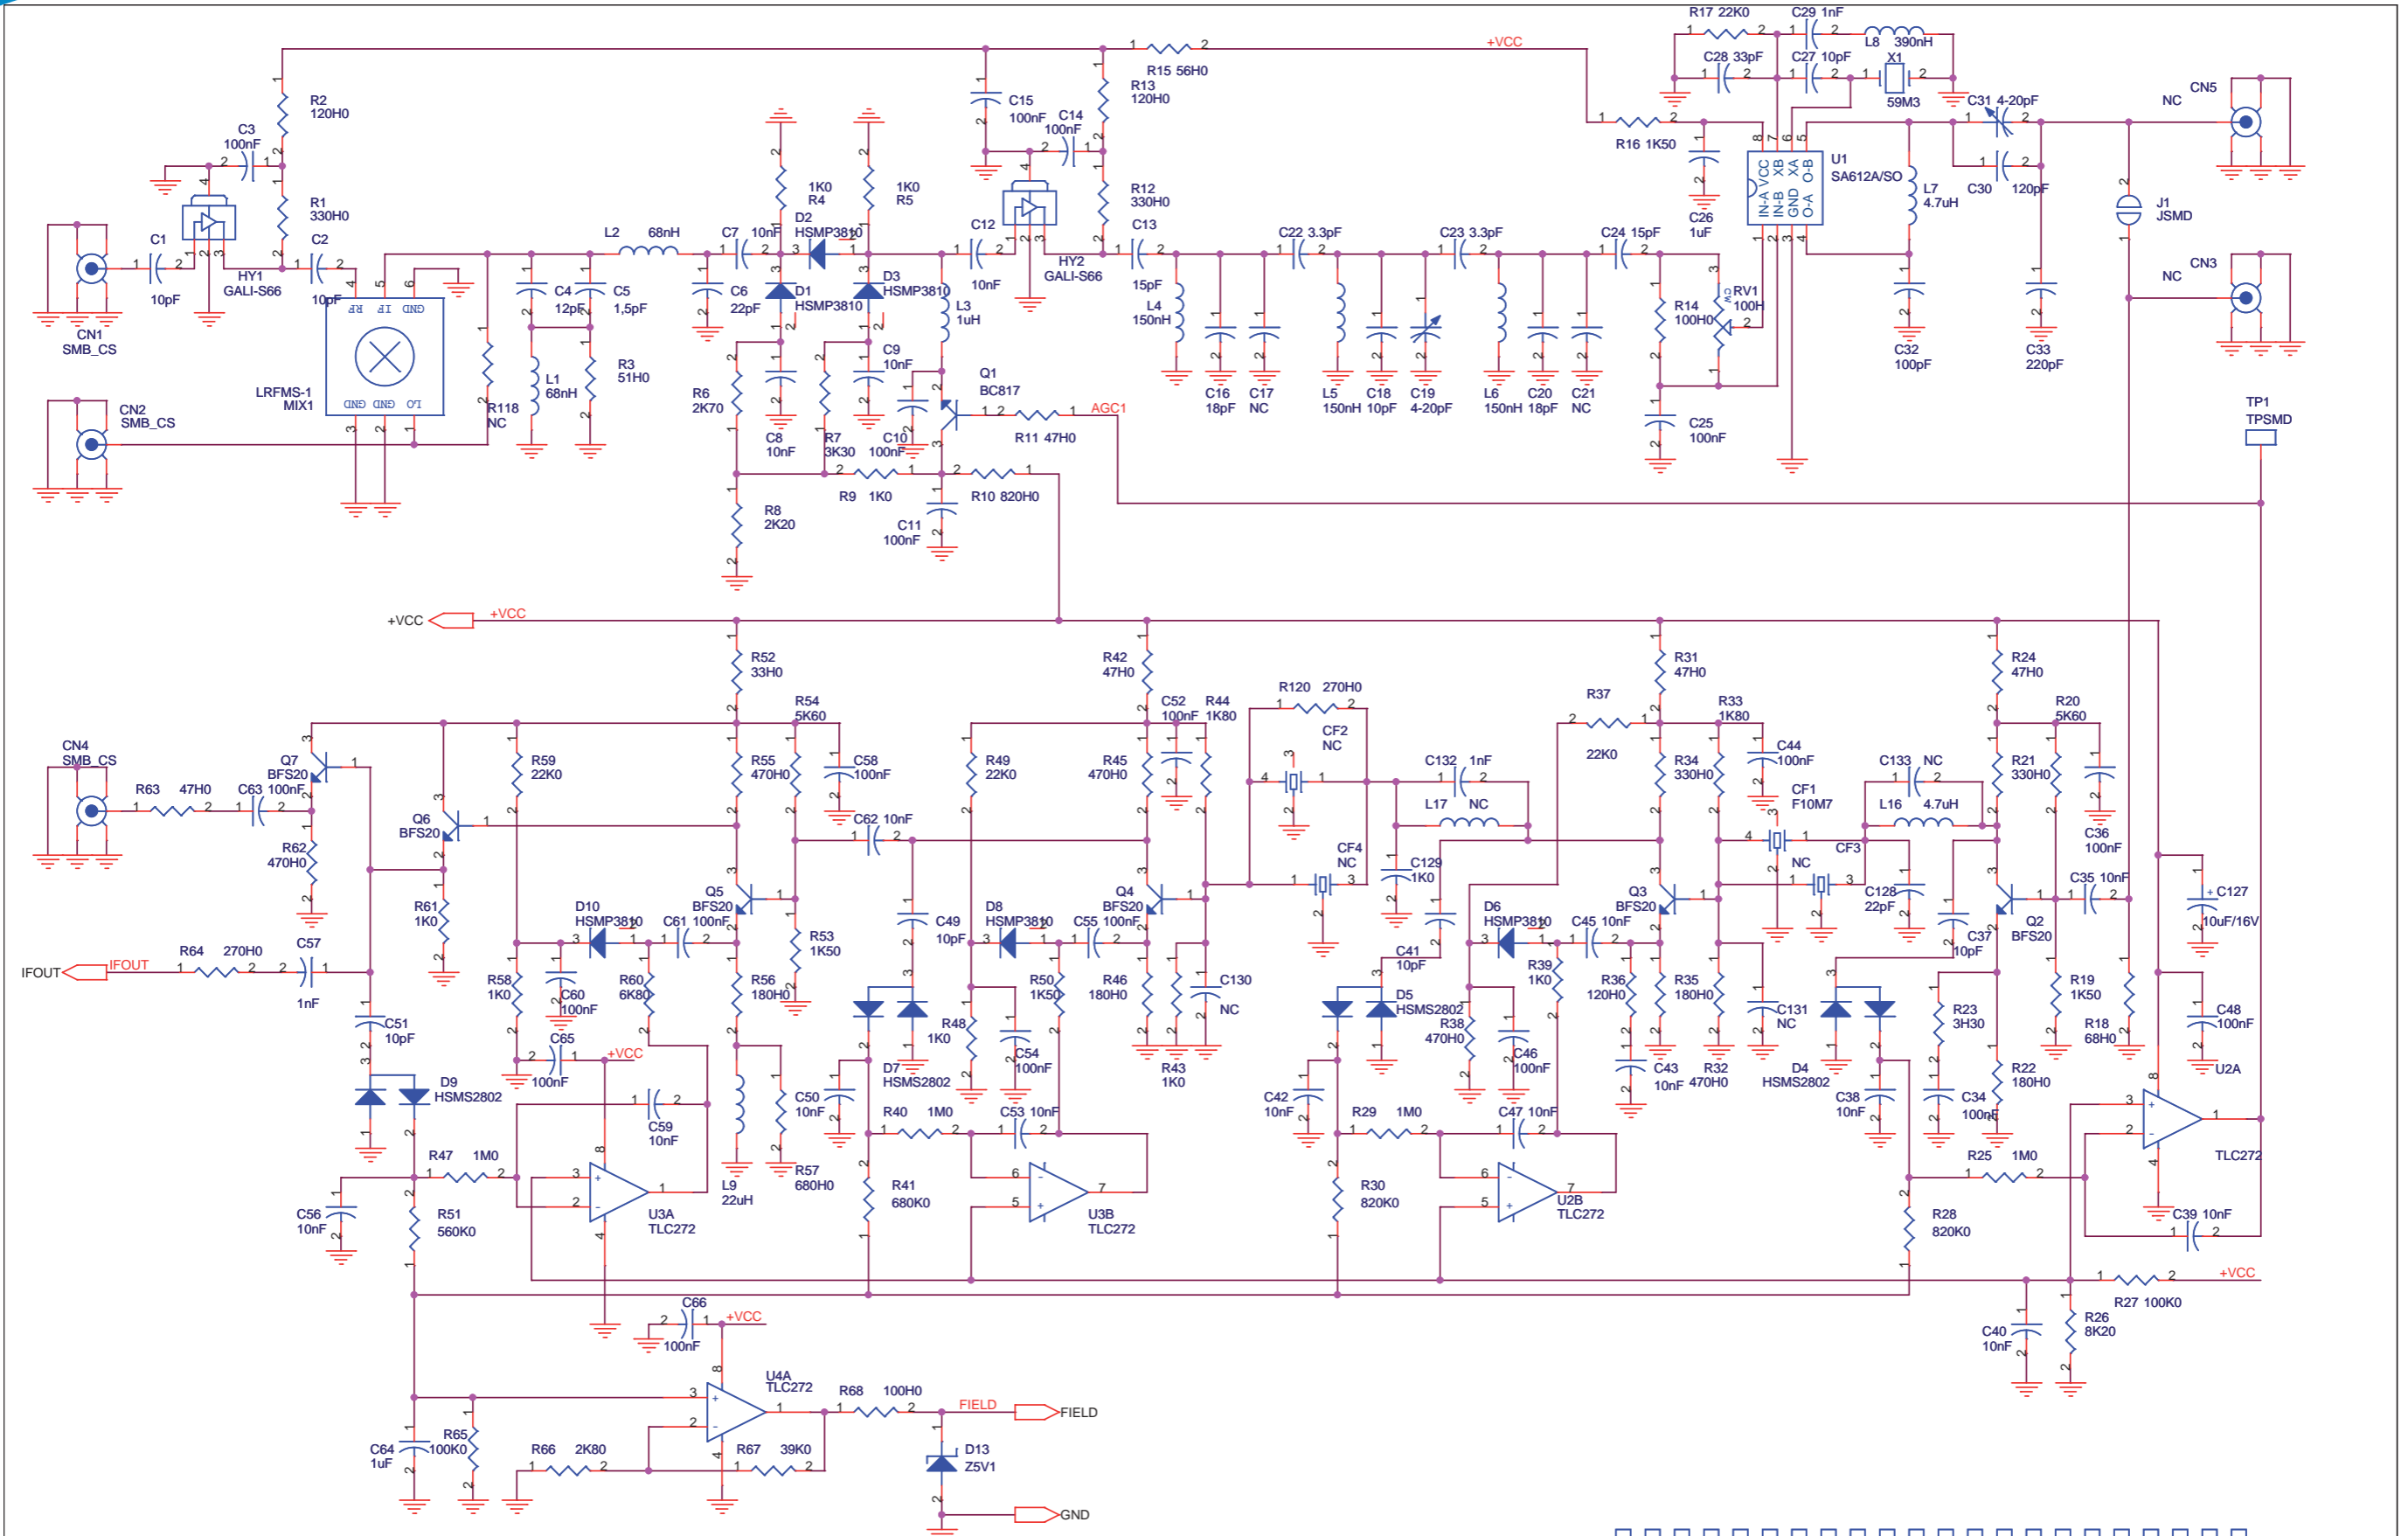 R17 22K0
C29 1nF
L8 390nH
C28 33pF
C27 10pF
X1
59M3
+VCC
R15 56H0
R13
120H0
C15
100nF
C14
100nF
R2
120H0
C3
100nF
R1
330H0
C1
10pF
C2
10pF
HY1
GALI-S66
CN1
SMB_CS
CN2
SMB_CS
LRFMS-1
MIX1
RF IF GND
GND GND LO
R118
NC
L2 68nH
C4
12pF
C5
1,5pF
L1
68nH
R3
51H0
C6
22pF
C7 10nF
1K0
R4
1K0
R5
D2
HSMP3810
D1
HSMP3810
D3
HSMP3810
L3
1uH
C12
10nF
HY2
GALI-S66
R12
330H0
C13
15pF
L4
150nH
C16
18pF
C17
NC
C22 3.3pF
L5
150nH
C18
10pF
C19
4-20pF
C23 3.3pF
L6
150nH
C20
18pF
C21
NC
C24 15pF
R14
100H0
RV1
100H
CW
C25
100nF
R16 1K50
C26
1uF
U1
SA612A/SO
VCC XB XA O-B
IN-A IN-B GND O-A
L7
4.7uH
C31 4-20pF
C30 120pF
C32
100pF
C33
220pF
CN5
NC
J1
JSMD
CN3
NC
TP1
TPSMD
R6
2K70
C8
10nF
R7
3K30
C9
10nF
C10
100nF
Q1
BC817
R11 47H0
AGC1
R9 1K0
R10 820H0
R8
2K20
C11
100nF
+VCC
+VCC
R52
33H0
R42
47H0
R31
47H0
R24
47H0
CN4
SMB_CS
R63 47H0
C63 100nF
Q7
BFS20
R62
470H0
Q6
BFS20
R61
1K0
R59
22K0
R55
470H0
R54
5K60
C58
100nF
C62 10nF
R49
22K0
R45
470H0
C52
100nF
R44
1K80
R120 270H0
CF2
NC
CF4
NC
C132 1nF
L17 NC
C129
1K0
R37
22K0
R34
330H0
R33
1K80
C44
100nF
CF1
F10M7
CF3
NC
C133 NC
L16 4.7uH
C128
22pF
R21
330H0
R20
5K60
C36
100nF
C35 10nF
Q2
BFS20
C127
10uF/16V
IFOUT
IFOUT
R64 270H0
C57
1nF
C51
10pF
D9
HSMS2802
R58
1K0
D10
HSMP3810
C60
100nF
C61 100nF
R60
6K80
Q5
BFS20
R56
180H0
R53
1K50
C49
10pF
D7
HSMS2802
D8
HSMP3810
C55 100nF
Q4
BFS20
R50
1K50
R46
180H0
R43
1K0
C130
NC
R48
1K0
C54
100nF
C41
10pF
D5
HSMS2802
D6
HSMP3810
C45 10nF
Q3
BFS20
R39
1K0
R36
120H0
R35
180H0
R32
470H0
C131
NC
R38
470H0
C46
100nF
C43
10nF
D4
HSMS2802
C37
10pF
R23
3H30
R22
180H0
R19
1K50
R18
68H0
C48
100nF
C38
10nF
C34
100nF
U2A
TLC272
C65
100nF
+VCC
C59
10nF
L9
22uH
R57
680H0
C50
10nF
R40 1M0
C53 10nF
R41
680K0
U3B
TLC272
C42
10nF
R29 1M0
C47 10nF
R30
820K0
U2B
TLC272
R25 1M0
R28
820K0
C39 10nF
R47 1M0
C56
10nF
R51
560K0
U3A
TLC272
+VCC
R27 100K0
R26
8K20
C40
10nF
C66
100nF
+VCC
U4A
TLC272
R68 100H0
FIELD
FIELD
C64
1uF
R65
100K0
R66 2K80
R67 39K0
D13
Z5V1
GND